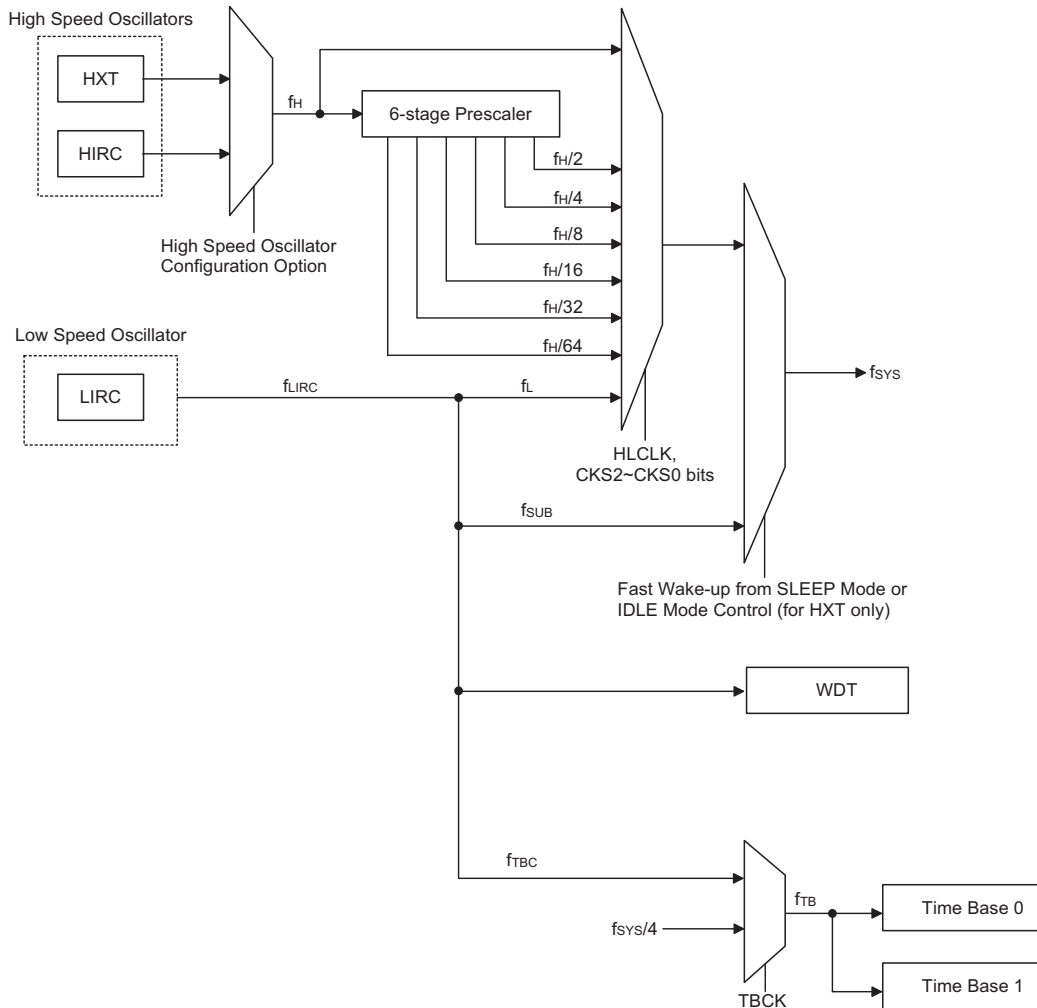 High Speed Oscillators
HXT
HIRC
fH
6-stage Prescaler
fH/2
fH/4
fH/8
fH/16
fH/32
fH/64
High Speed Oscillator
Configuration Option
Low Speed Oscillator
LIRC
fLIRC
fL
fSYS
HLCLK,
CKS2~CKS0 bits
fSUB
Fast Wake-up from SLEEP Mode or
IDLE Mode Control (for HXT only)
WDT
fTBC
fTB
Time Base 0
fSYS/4
Time Base 1
TBCK